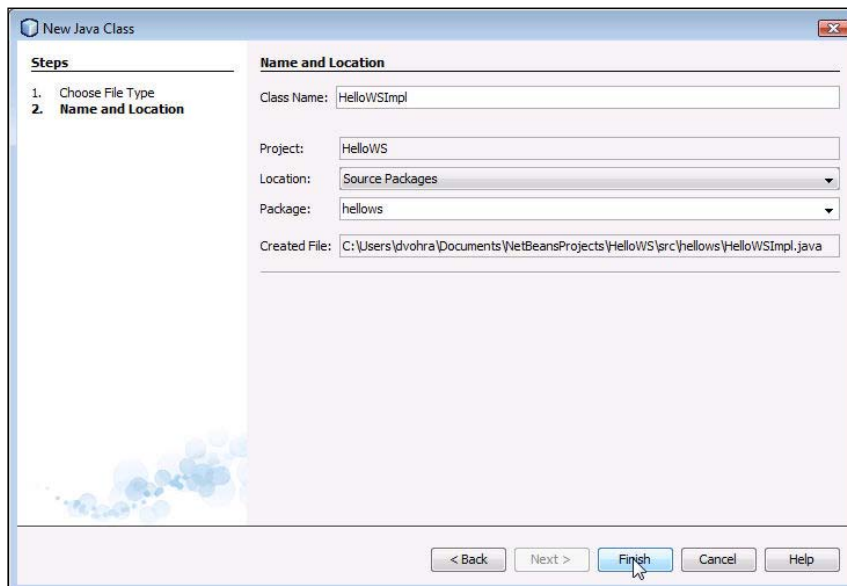 New Java Class
Steps
1. Choose File Type
2. Name and Location
Name and Location
Class Name: HelloWSImpl
Project: HelloWS
Location: Source Packages
Package: hellows
Created File: C:\Users\dvohra\Documents\NetBeansProjects\HelloWS\src\hellows\HelloWSImpl.java
< Back Next > Finish Cancel Help